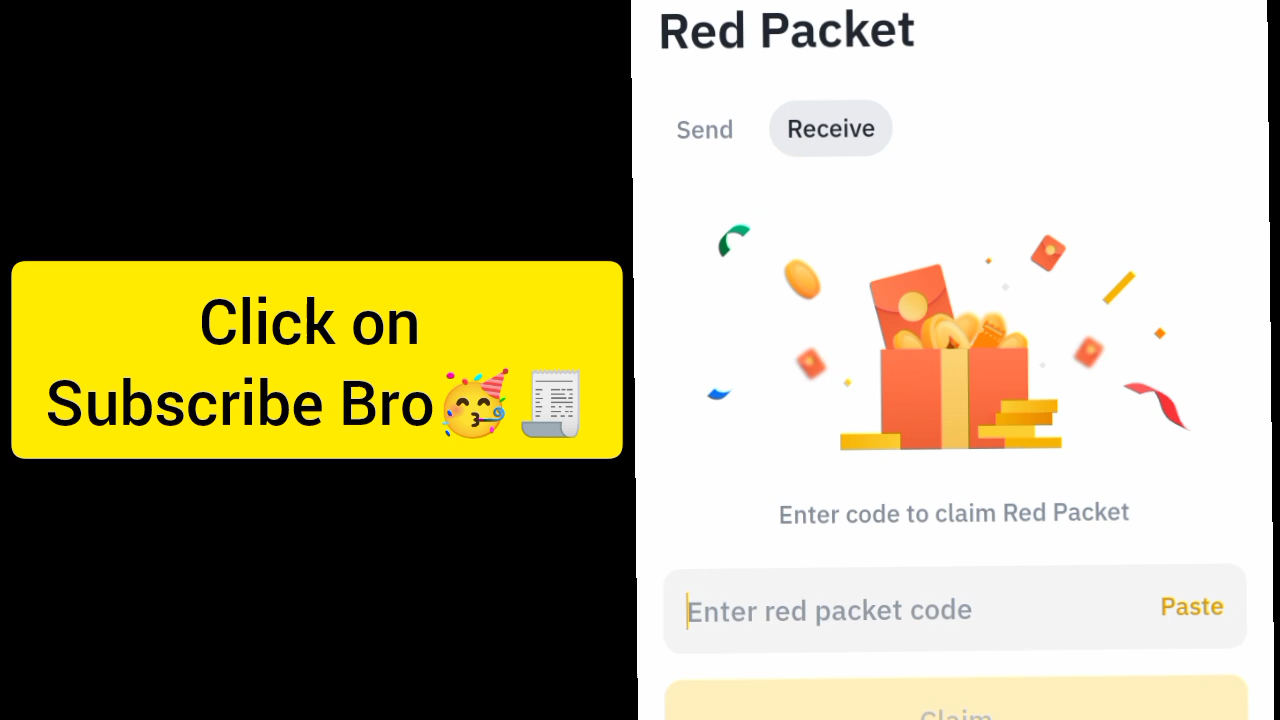 Click on
Subscribe Bro🥳📜
Red Packet
Send
Receive
Enter code to claim Red Packet
Enter red packet code
Paste
Claim